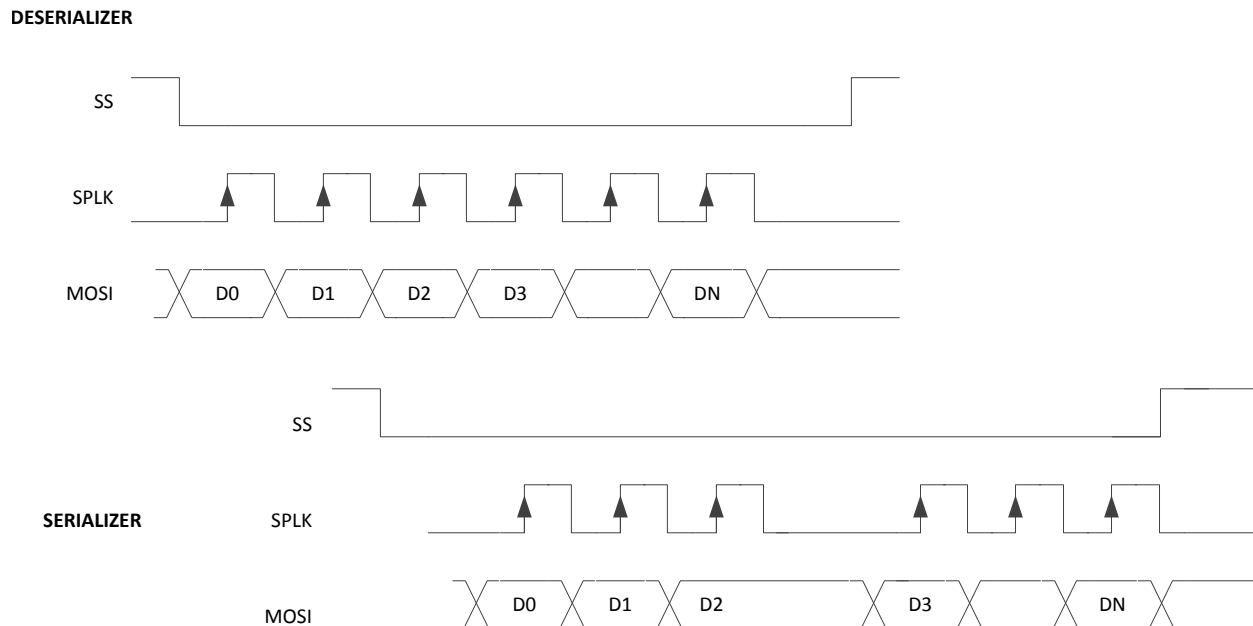 DESERIALIZER
SS
SPLK
MOSI D0 D1 D2 D3 DN
SS
SERIALIZER SPLK
MOSI D0 D1 D2 D3 DN